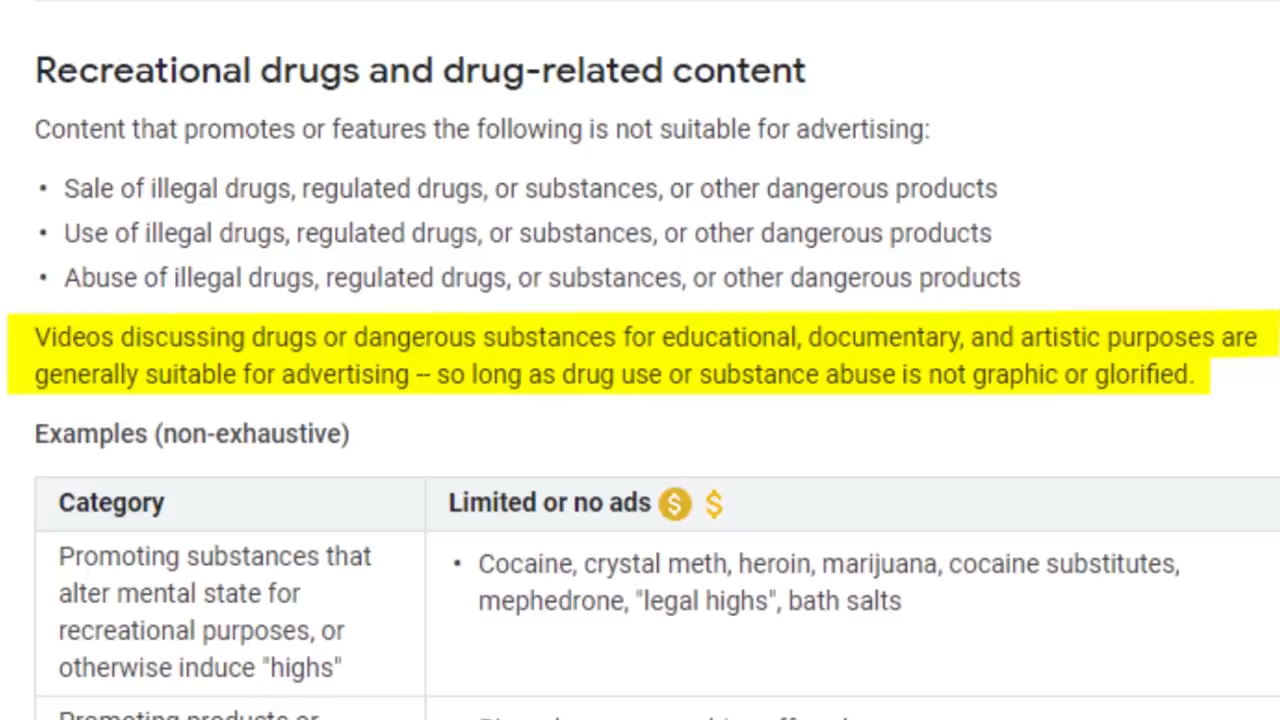 Recreational drugs and drug-related content
Content that promotes or features the following is not suitable for advertising:
• Sale of illegal drugs, regulated drugs, or substances, or other dangerous products
• Use of illegal drugs, regulated drugs, or substances, or other dangerous products
• Abuse of illegal drugs, regulated drugs, or substances, or other dangerous products
Videos discussing drugs or dangerous substances for educational, documentary, and artistic purposes are
generally suitable for advertising – so long as drug use or substance abuse is not graphic or glorified.
Examples (non-exhaustive)
Category
Limited or no ads $ $
Promoting substances that
alter mental state for
recreational purposes, or
otherwise induce "highs"
• Cocaine, crystal meth, heroin, marijuana, cocaine substitutes,
mephedrone, "legal highs", bath salts
Promoting products or